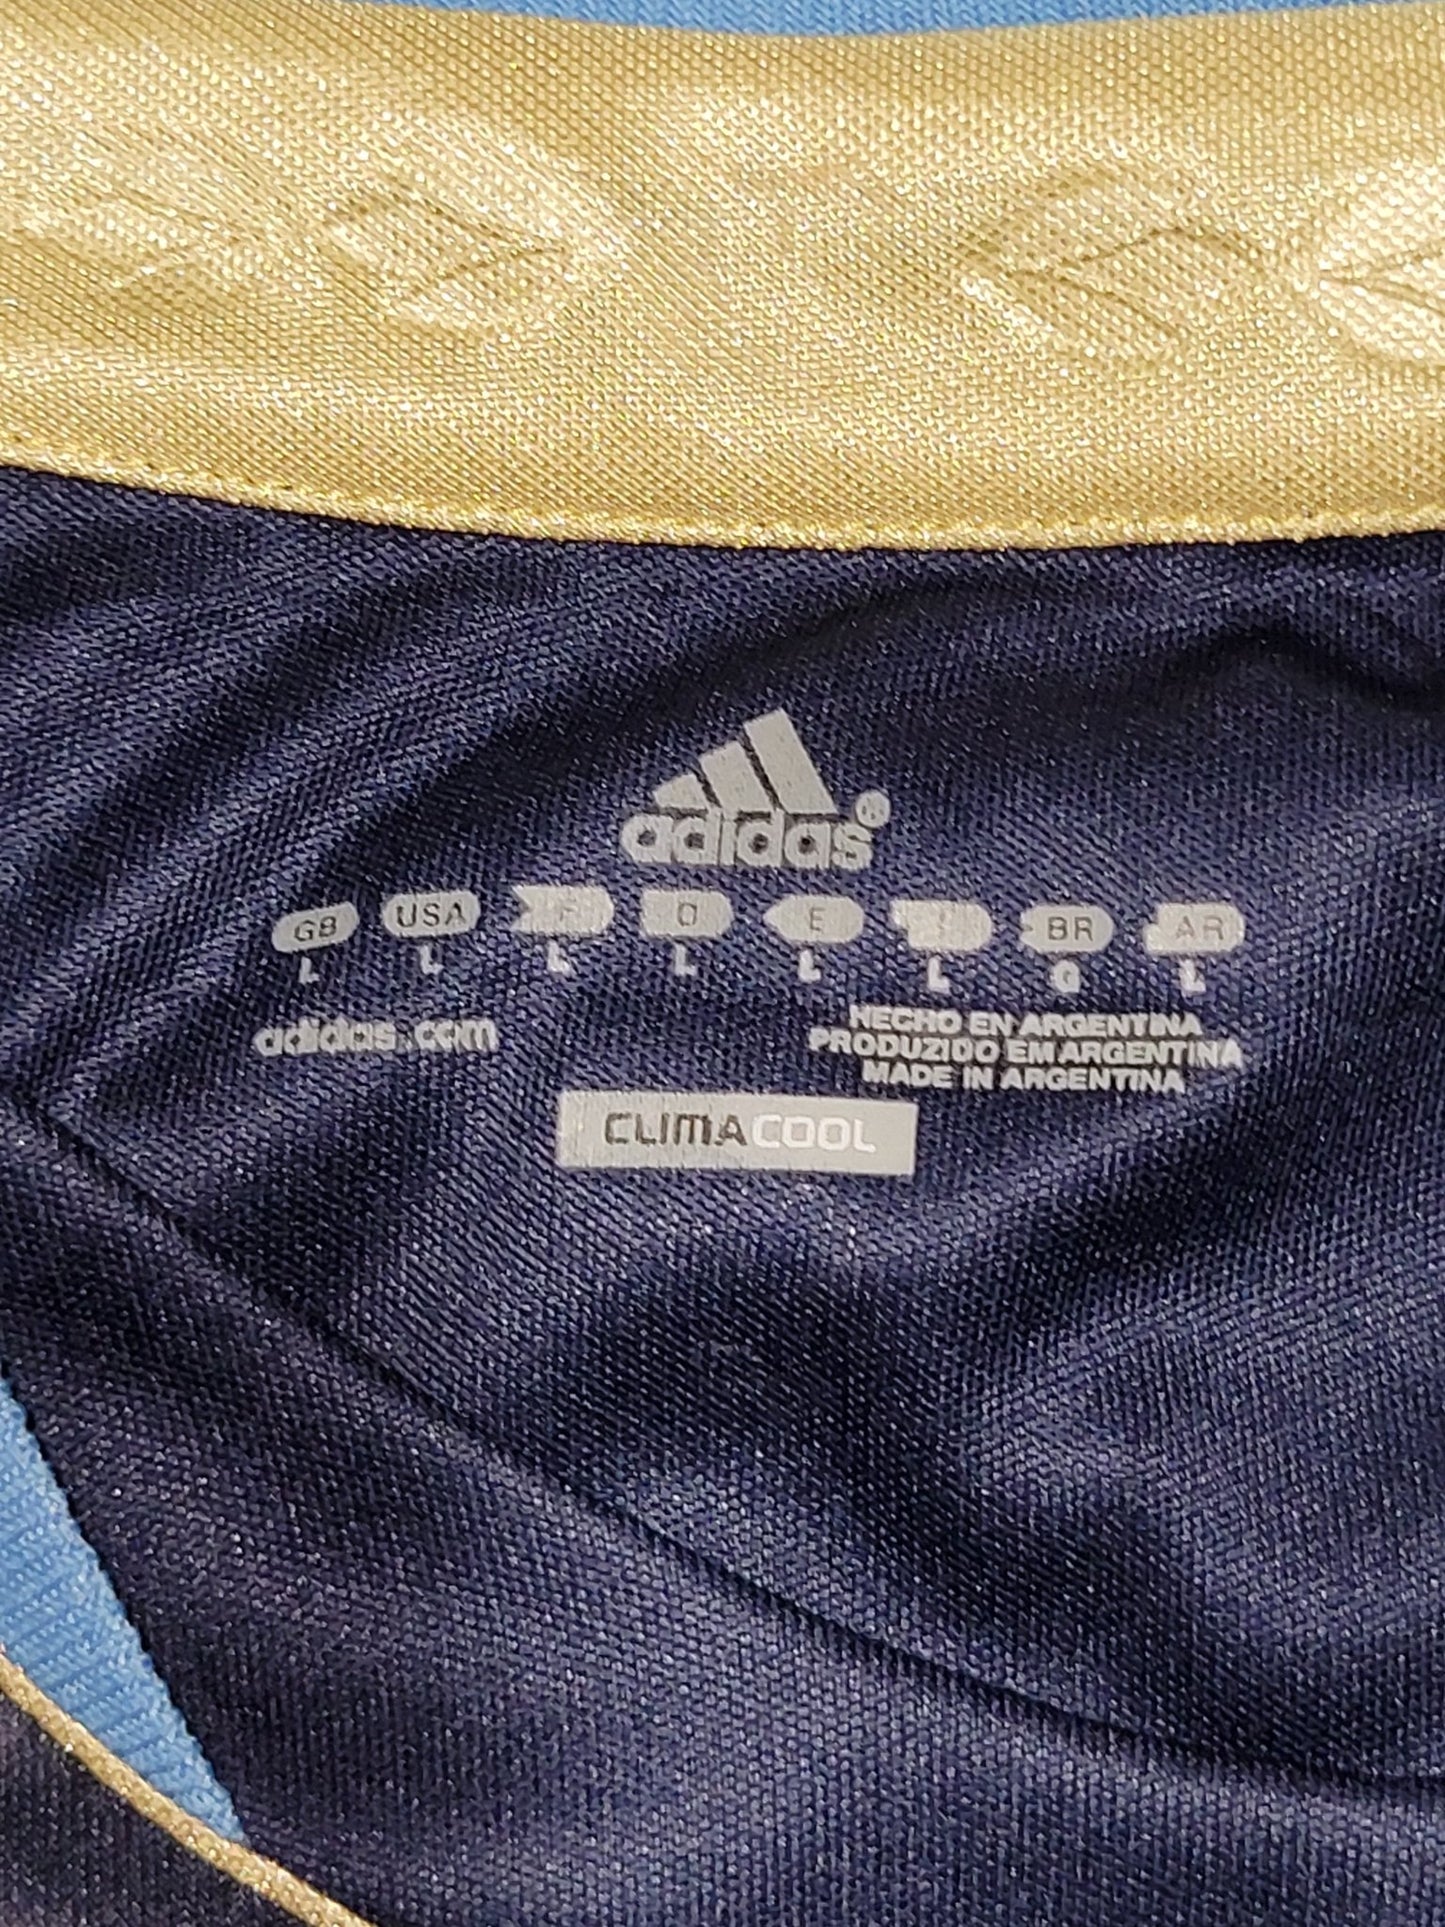 adidas®
GB USA F D E BR AR
L L L L L L G L
adidas.com
HECHO EN ARGENTINA
PRODUZIDO EM ARGENTINA
MADE IN ARGENTINA
CLIMACOOL